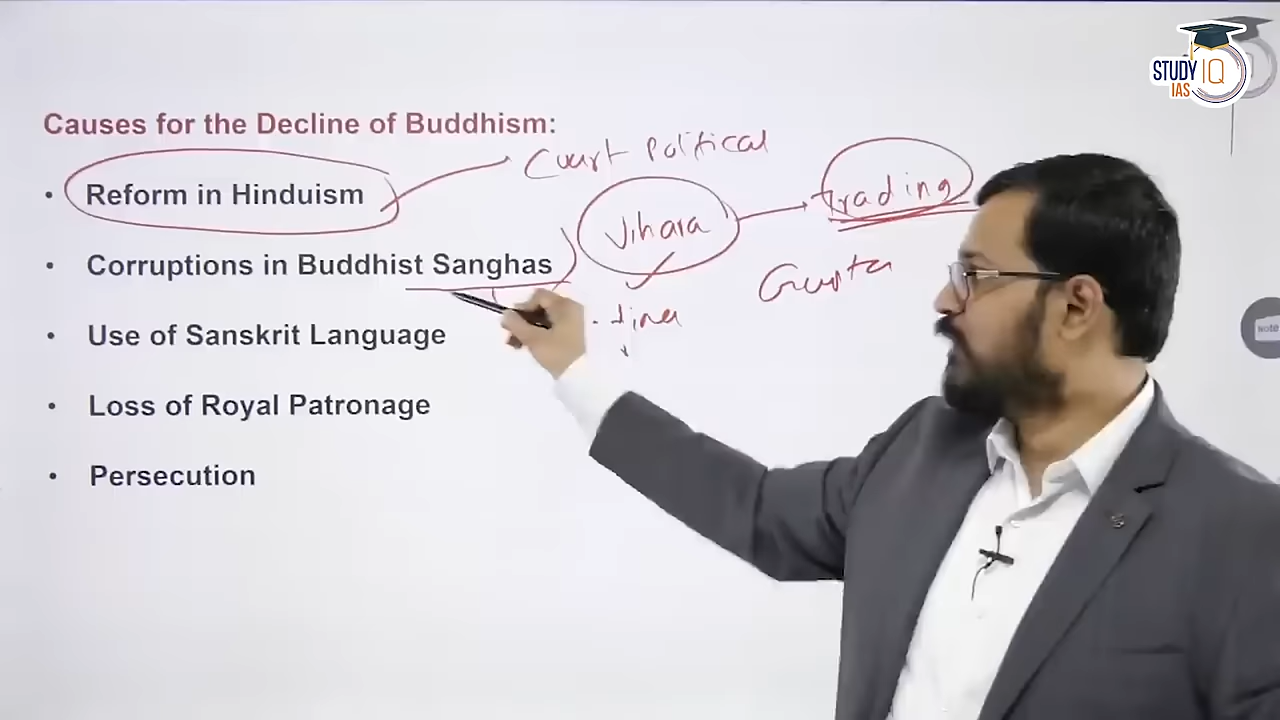 STUDY IQ
IAS
Causes for the Decline of Buddhism:
Court Political
• Reform in Hinduism
trading
Vihara
• Corruptions in Buddhist Sanghas
Gupta
• Use of Sanskrit Language
• Loss of Royal Patronage
• Persecution